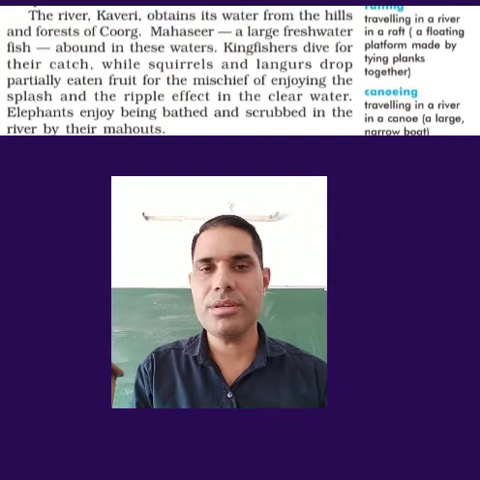 The river, Kaveri, obtains its water from the hills
and forests of Coorg. Mahaseer — a large freshwater
fish — abound in these waters. Kingfishers dive for
their catch, while squirrels and langurs drop
partially eaten fruit for the mischief of enjoying the
splash and the ripple effect in the clear water.
Elephants enjoy being bathed and scrubbed in the
river by their mahouts.
travelling in a river
in a raft ( a floating
platform made by
tying planks
together)
canoeing
travelling in a river
in a canoe (a large,
narrow boat)